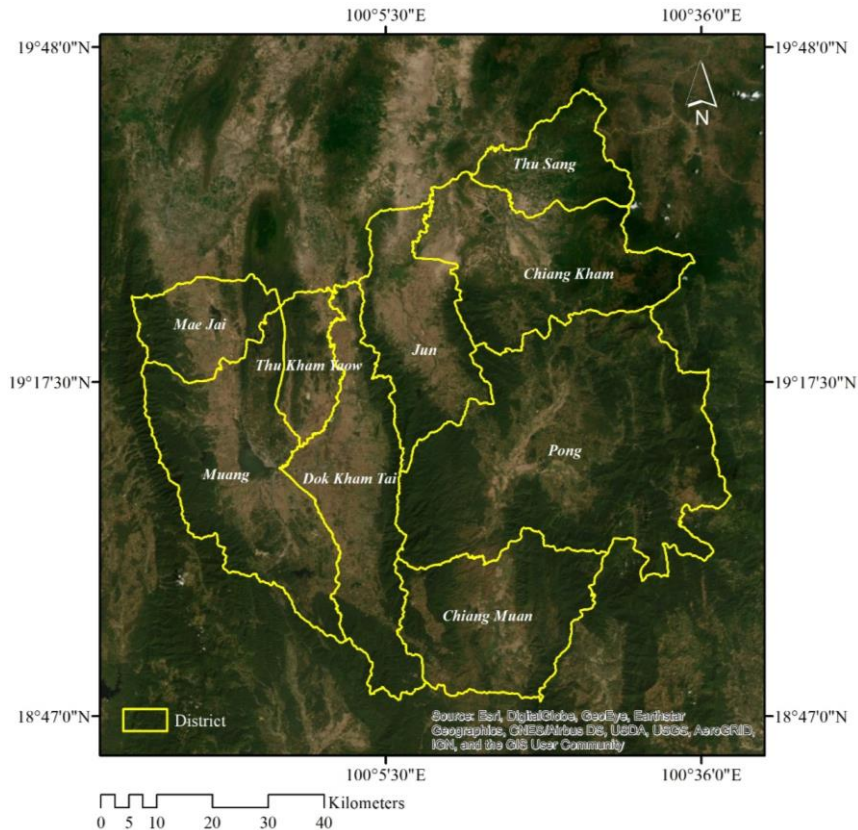 100°5'30"E 100°36'0"E
19°48'0"N 19°48'0"N
N
Thu Sang
Chiang Kham
Mae Jai
Jun
Thu Kham Yaow
19°17'30"N 19°17'30"N
Pong
Muang
Dok Kham Tai
Chiang Muan
18°47'0"N 18°47'0"N
District
Source: Esri, DigitalGlobe, GeoEye, Earthstar
Geographics, CNES/Airbus DS, USDA, USGS, AeroGRID,
IGN, and the GIS User Community
100°5'30"E 100°36'0"E
Kilometers
0 5 10 20 30 40